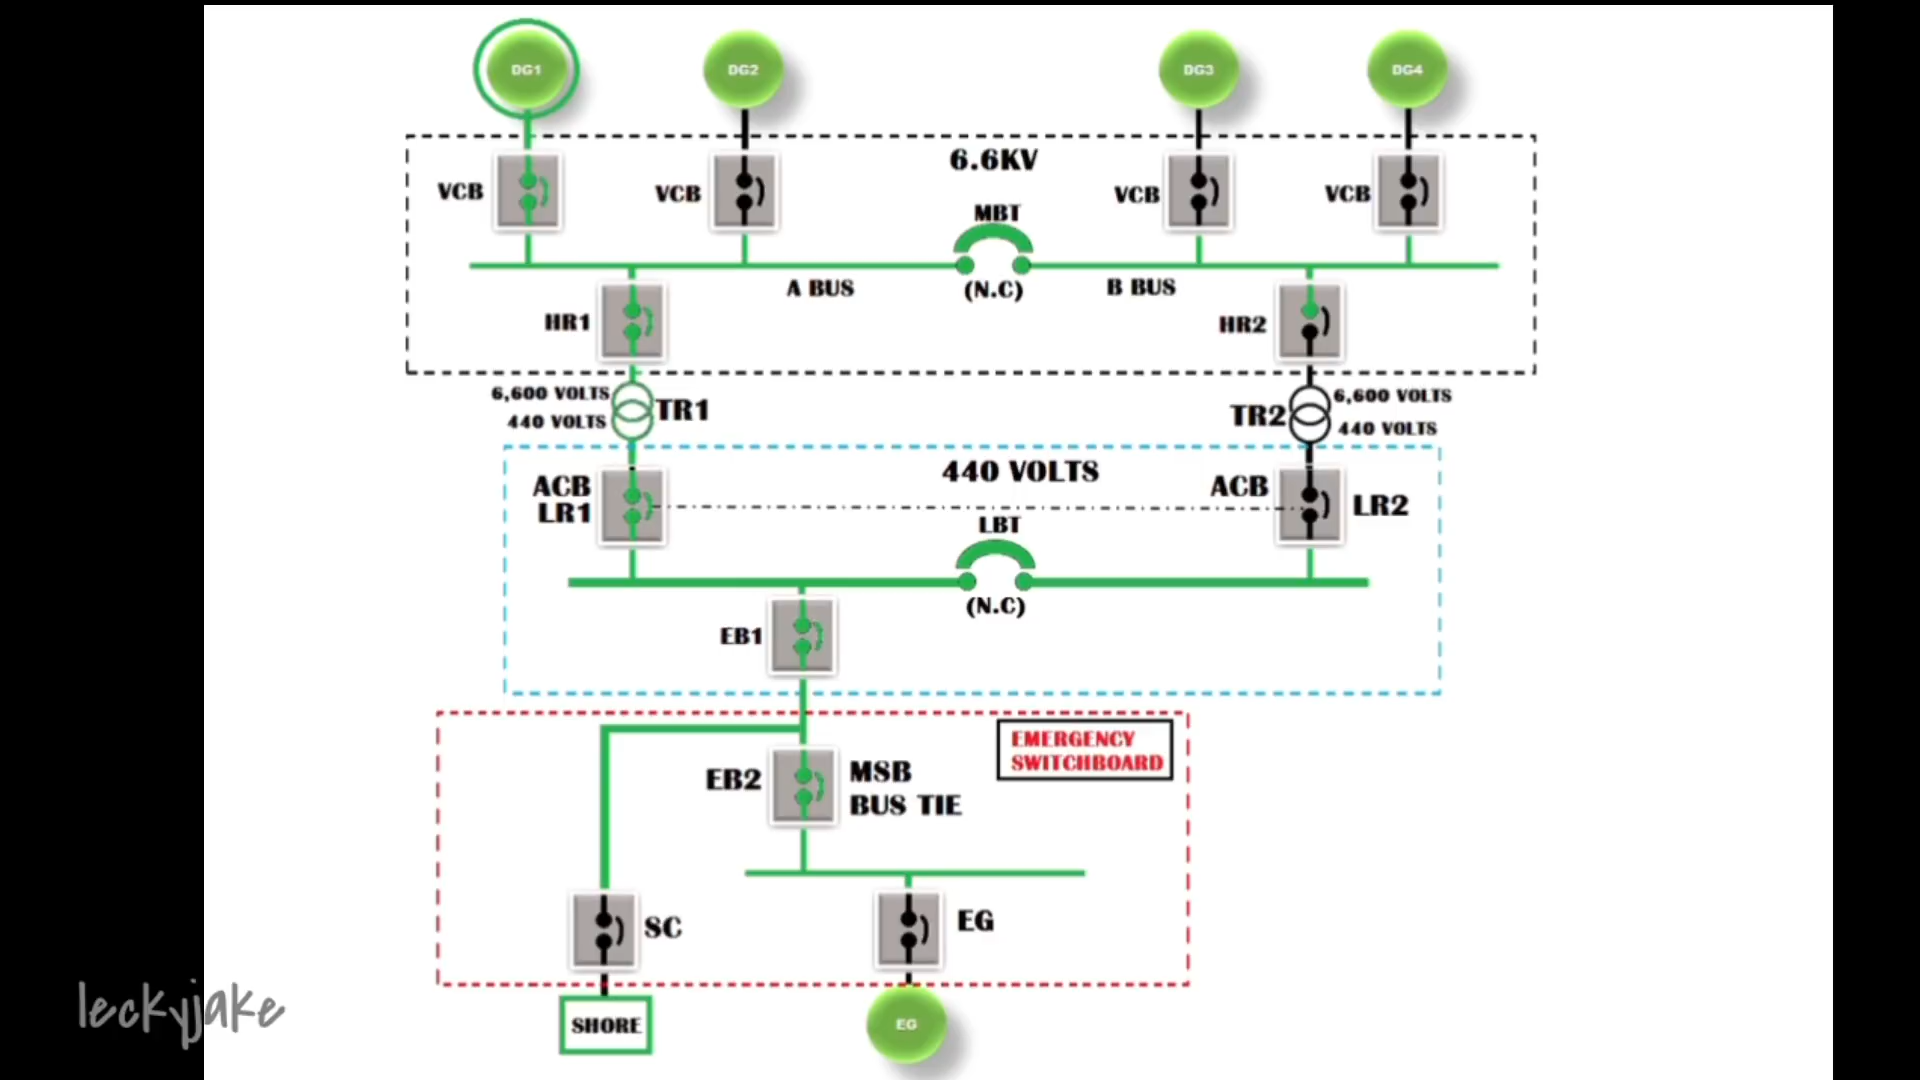 DG1
DG2
DG3
DG4
6.6KV
VCB
VCB
VCB
VCB
MBT
A BUS
(N.C)
B BUS
HR1
HR2
6,600 VOLTS
440 VOLTS
TR1
TR2
6,600 VOLTS
440 VOLTS
440 VOLTS
ACB
LR1
ACB
LR2
LBT
(N.C)
EB1
EMERGENCY
SWITCHBOARD
EB2
MSB
BUS TIE
SC
EG
SHORE
EG
leckyjake